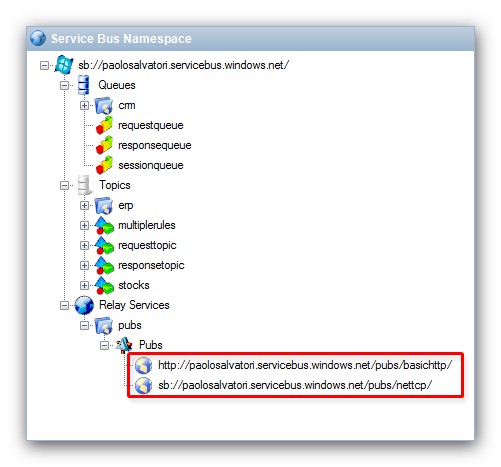 Service Bus Namespace
sb://paolosalvatori.servicebus.windows.net/
Queues
crm
requestqueue
responsequeue
sessionqueue
Topics
erp
multiplerules
requesttopic
responsetopic
stocks
Relay Services
pubs
Pubs
http://paolosalvatori.servicebus.windows.net/pubs/basichttp/
sb://paolosalvatori.servicebus.windows.net/pubs/nettcp/